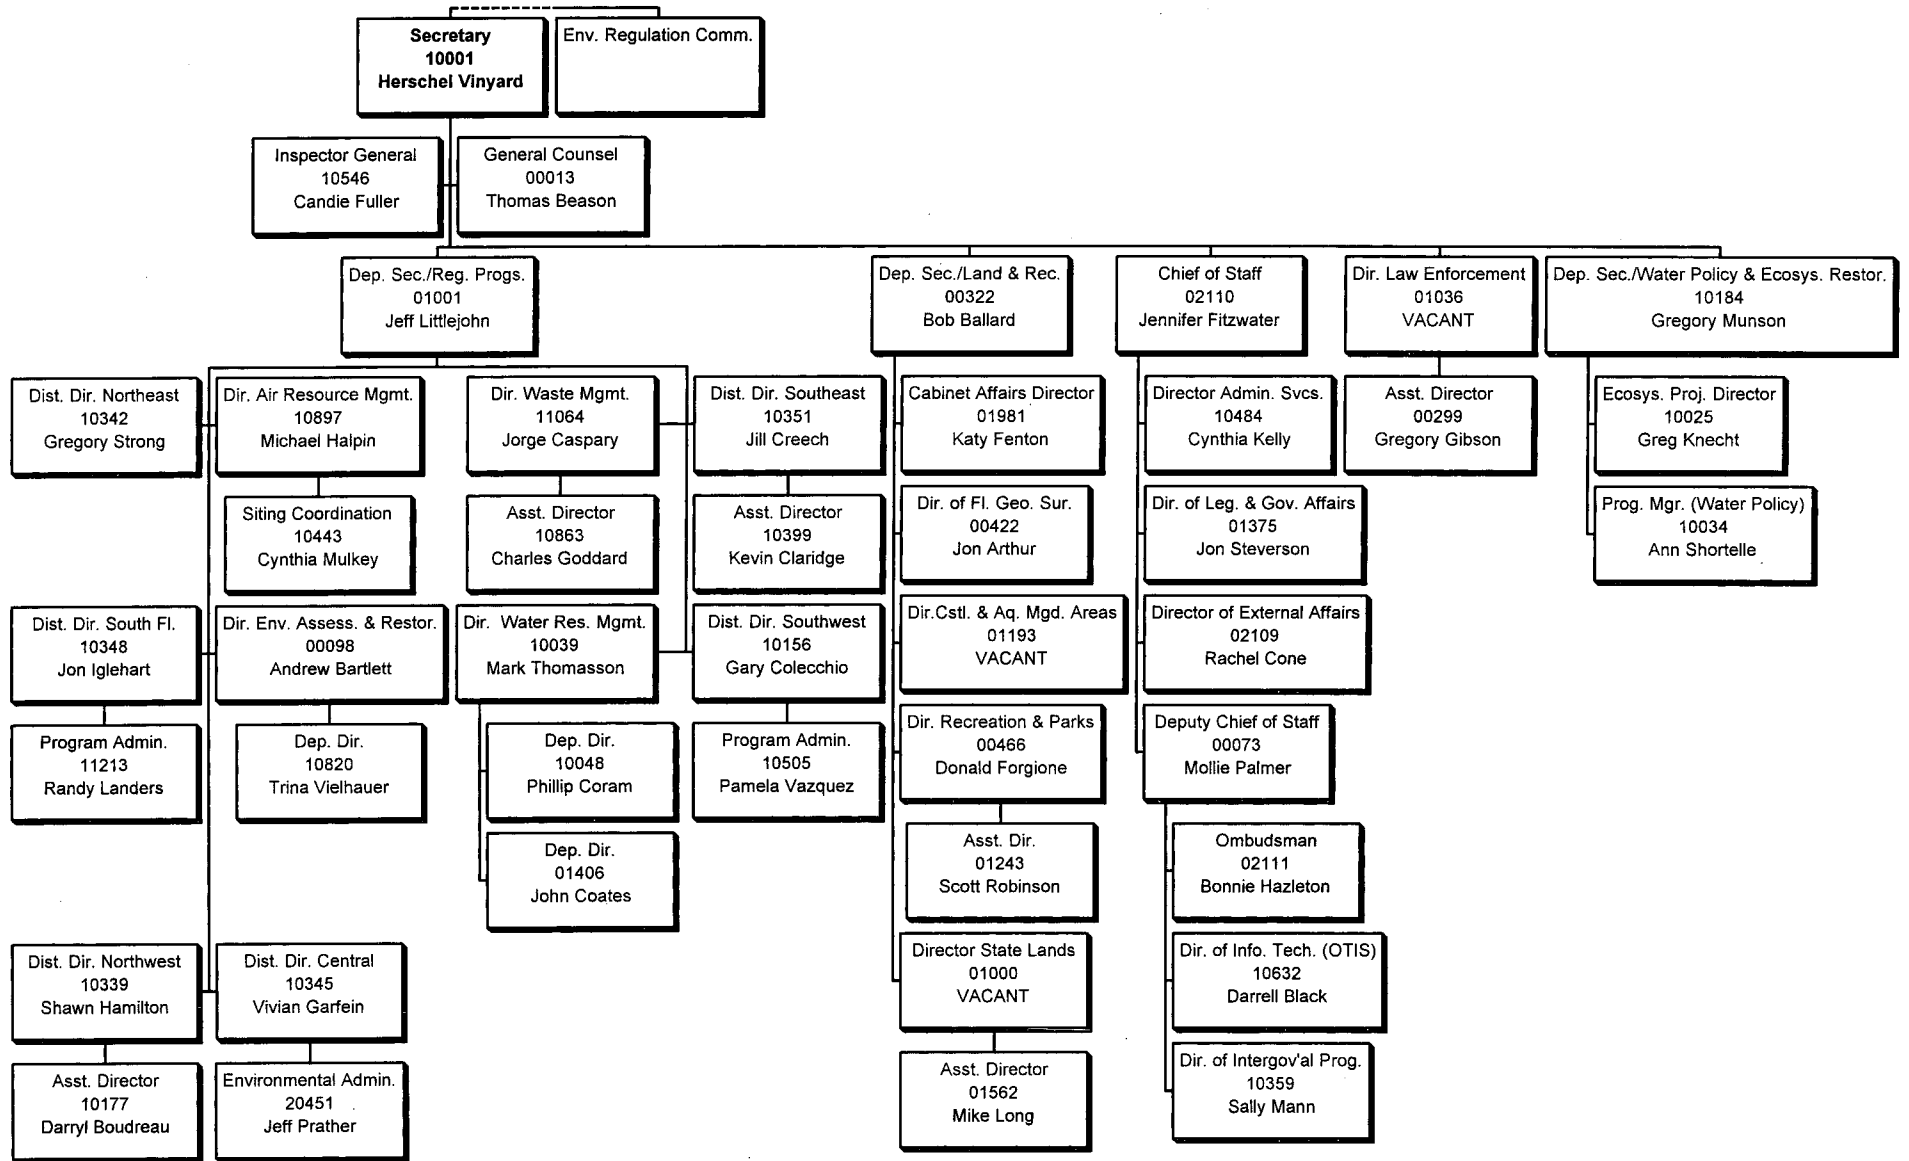 Secretary
10001
Herschel Vinyard
Env. Regulation Comm.
Inspector General
10546
Candie Fuller
General Counsel
00013
Thomas Beason
Dep. Sec./Reg. Progs.
01001
Jeff Littlejohn
Dep. Sec./Land & Rec.
00322
Bob Ballard
Chief of Staff
02110
Jennifer Fitzwater
Dir. Law Enforcement
01036
VACANT
Dep. Sec./Water Policy & Ecosys. Restor.
10184
Gregory Munson
Dist. Dir. Northeast
10342
Gregory Strong
Dir. Air Resource Mgmt.
10897
Michael Halpin
Dir. Waste Mgmt.
11064
Jorge Caspary
Dist. Dir. Southeast
10351
Jill Creech
Cabinet Affairs Director
01981
Katy Fenton
Director Admin. Svcs.
10484
Cynthia Kelly
Asst. Director
00299
Gregory Gibson
Ecosys. Proj. Director
10025
Greg Knecht
Siting Coordination
10443
Cynthia Mulkey
Asst. Director
10863
Charles Goddard
Asst. Director
10399
Kevin Claridge
Dir. of Fl. Geo. Sur.
00422
Jon Arthur
Dir. of Leg. & Gov. Affairs
01375
Jon Steverson
Prog. Mgr. (Water Policy)
10034
Ann Shortelle
Dist. Dir. South Fl.
10348
Jon Iglehart
Dir. Env. Assess. & Restor.
00098
Andrew Bartlett
Dir. Water Res. Mgmt.
10039
Mark Thomasson
Dist. Dir. Southwest
10156
Gary Colecchio
Dir.Cstl. & Aq. Mgd. Areas
01193
VACANT
Director of External Affairs
02109
Rachel Cone
Program Admin.
11213
Randy Landers
Dep. Dir.
10820
Trina Vielhauer
Dep. Dir.
10048
Phillip Coram
Program Admin.
10505
Pamela Vazquez
Dir. Recreation & Parks
00466
Donald Forgione
Deputy Chief of Staff
00073
Mollie Palmer
Dep. Dir.
01406
John Coates
Asst. Dir.
01243
Scott Robinson
Ombudsman
02111
Bonnie Hazleton
Dist. Dir. Northwest
10339
Shawn Hamilton
Dist. Dir. Central
10345
Vivian Garfein
Director State Lands
01000
VACANT
Dir. of Info. Tech. (OTIS)
10632
Darrell Black
Asst. Director
10177
Darryl Boudreau
Environmental Admin.
20451
Jeff Prather
Asst. Director
01562
Mike Long
Dir. of Intergov'al Prog.
10359
Sally Mann